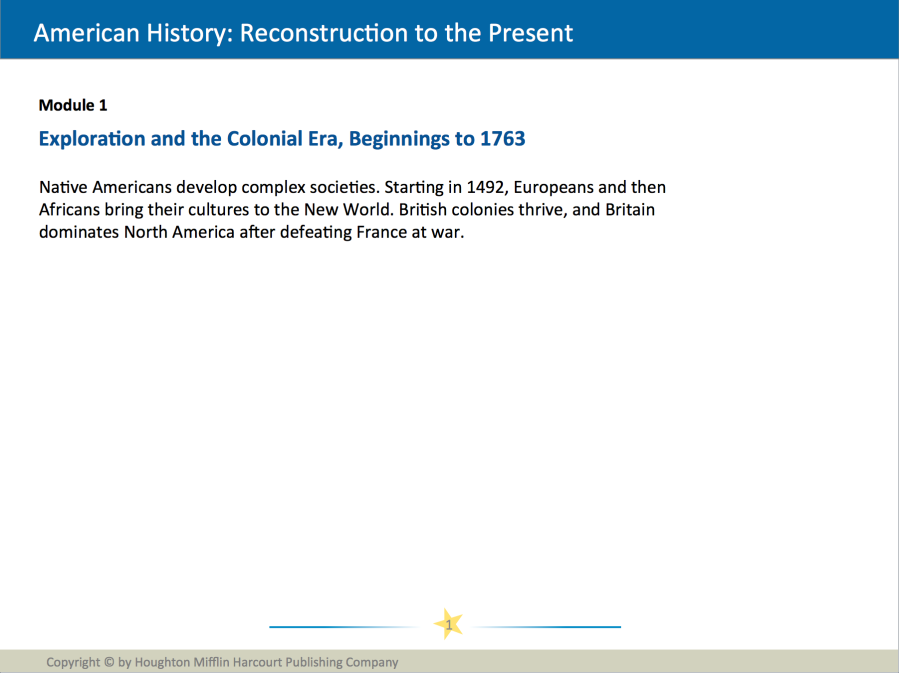 American History: Reconstruction to the Present
Module 1
Exploration and the Colonial Era, Beginnings to 1763
Native Americans develop complex societies. Starting in 1492, Europeans and then
Africans bring their cultures to the New World. British colonies thrive, and Britain
dominates North America after defeating France at war.
1
Copyright © by Houghton Mifflin Harcourt Publishing Company